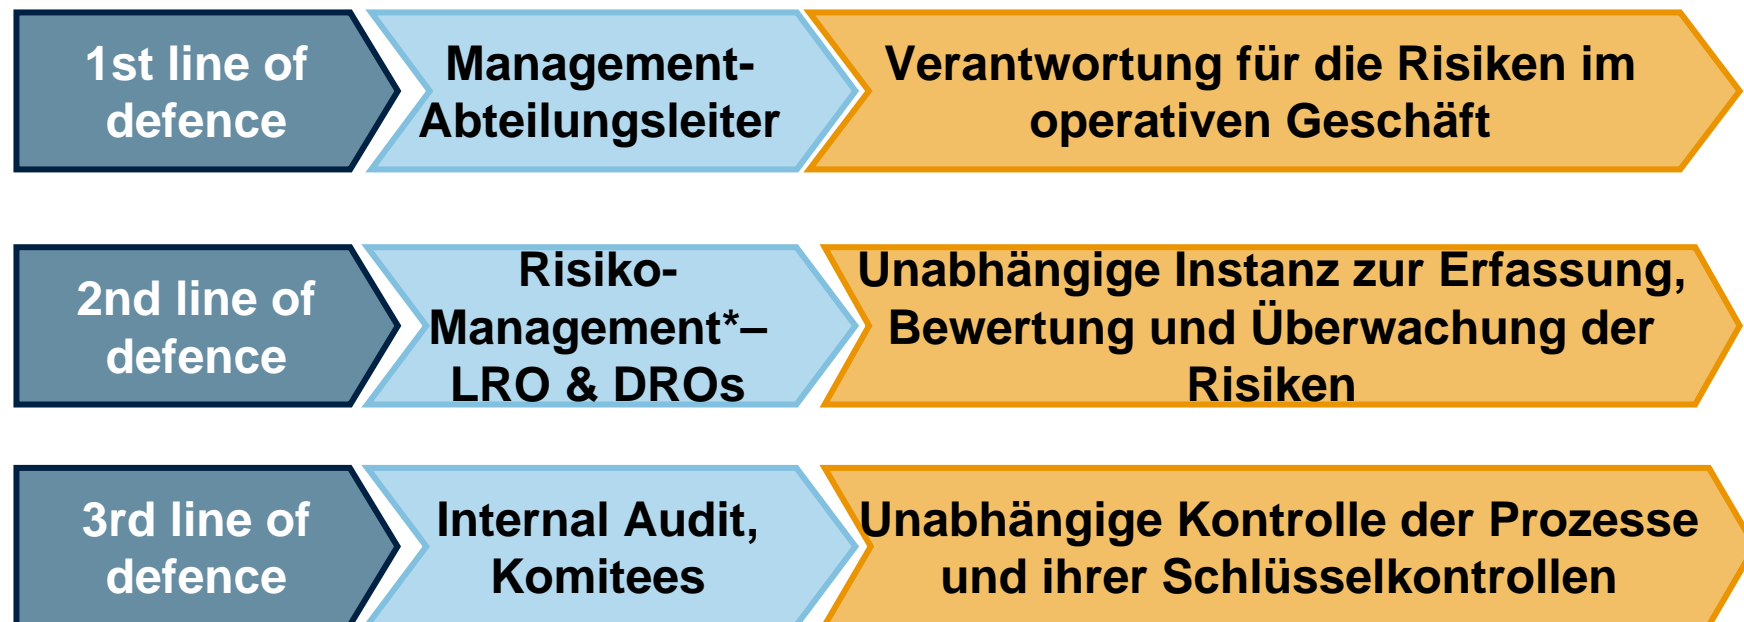 1st line of
defence
Management-
Abteilungsleiter
Verantwortung für die Risiken im
operativen Geschäft
2nd line of
defence
Risiko-
Management*–
LRO & DROs
Unabhängige Instanz zur Erfassung,
Bewertung und Überwachung der
Risiken
3rd line of
defence
Internal Audit,
Komitees
Unabhängige Kontrolle der Prozesse
und ihrer Schlüsselkontrollen